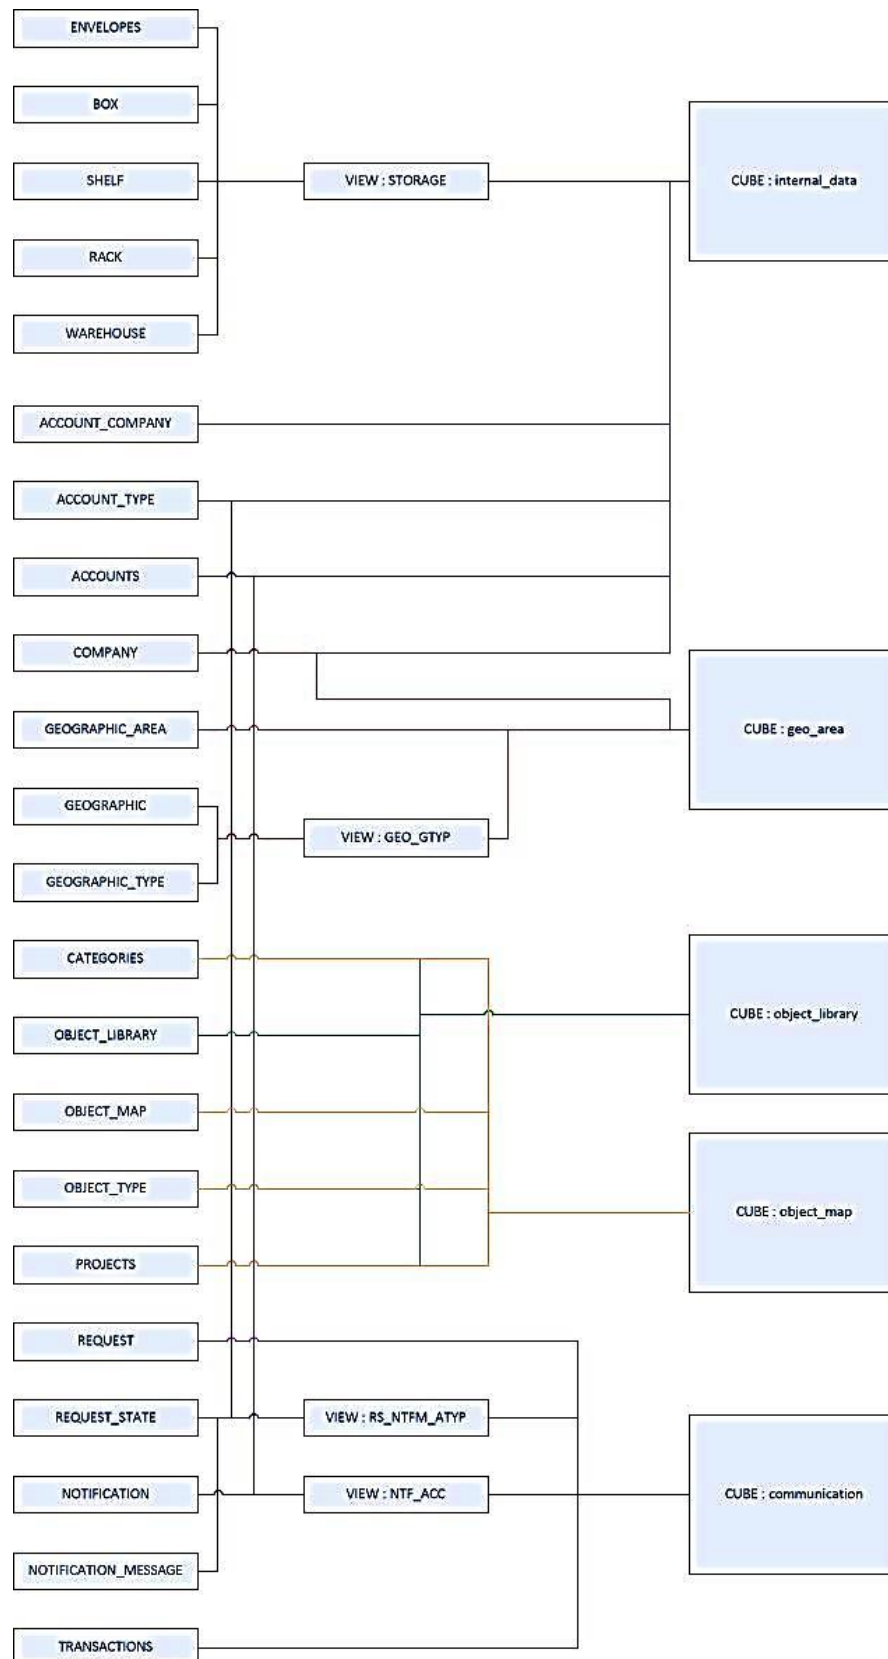 ENVELOPES
BOX
SHELF
RACK
WAREHOUSE
ACCOUNT_COMPANY
ACCOUNT_TYPE
ACCOUNTS
COMPANY
GEOGRAPHIC_AREA
GEOGRAPHIC
GEOGRAPHIC_TYPE
CATEGORIES
OBJECT_LIBRARY
OBJECT_MAP
OBJECT_TYPE
PROJECTS
REQUEST
REQUEST_STATE
NOTIFICATION
NOTIFICATION_MESSAGE
TRANSACTIONS
VIEW : STORAGE
VIEW : GEO_GTYP
VIEW : RS_NTFM_ATYP
VIEW : NTF_ACC
CUBE : internal_data
CUBE : geo_area
CUBE : object_library
CUBE : object_map
CUBE : communication